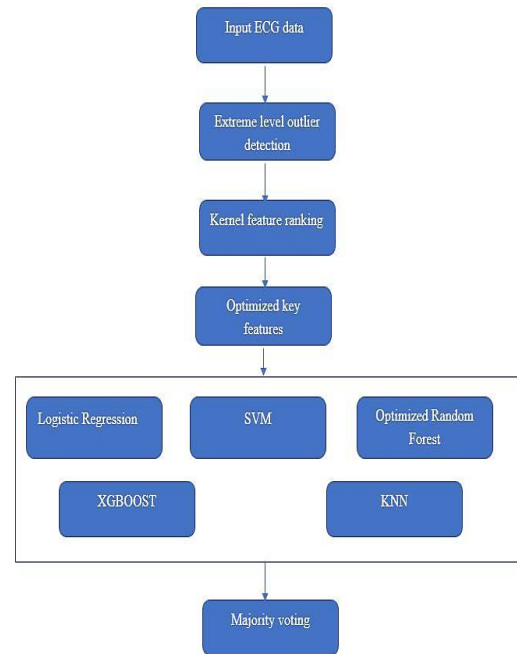 Input ECG data
Extreme level outlier
detection
Kernel feature ranking
Optimized key
features
Logistic Regression
SVM
Optimized Random
Forest
XGBOOST
KNN
Majority voting